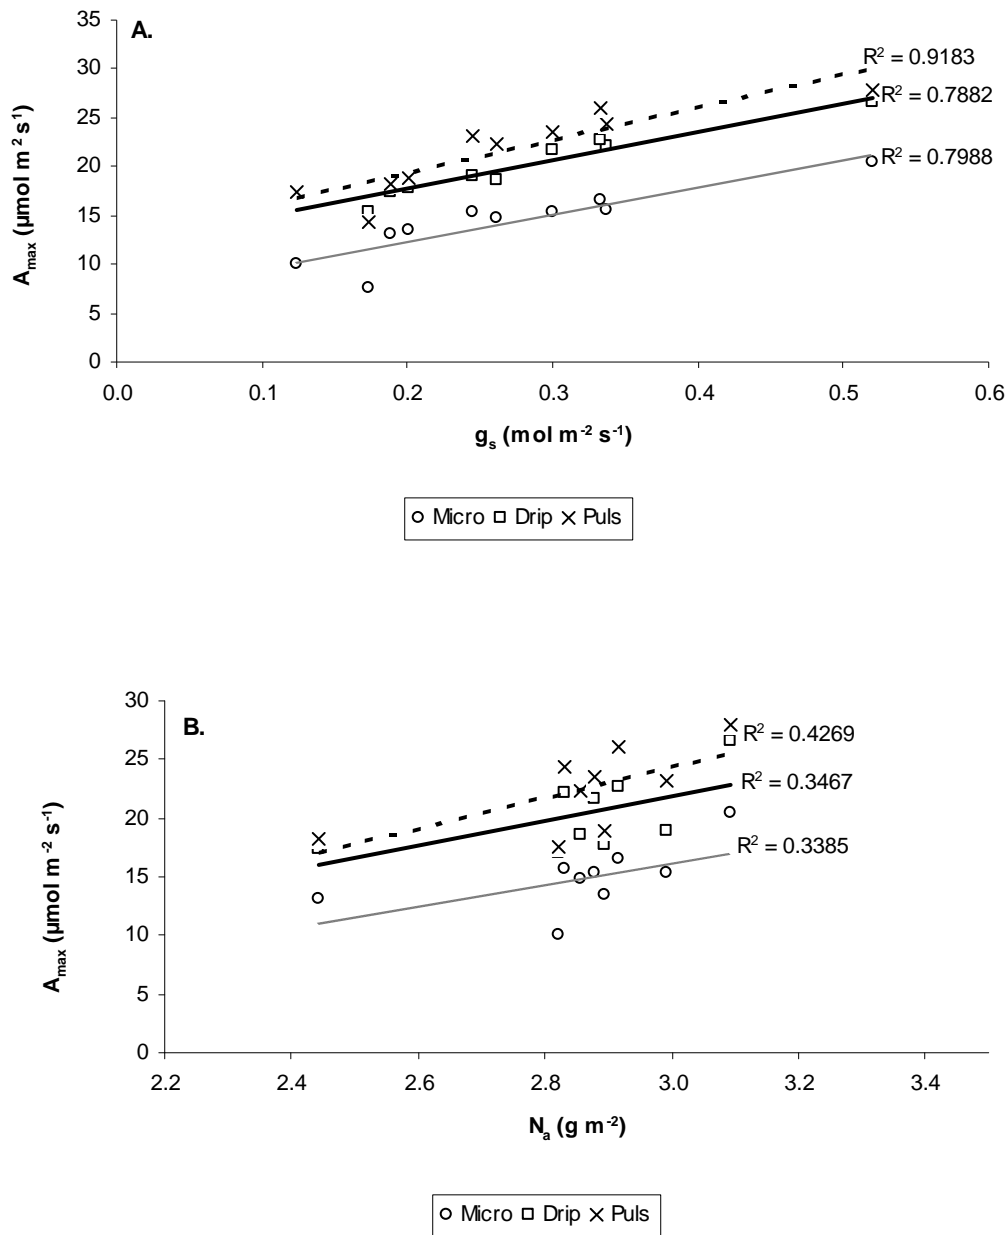 A.
35
30
25
20
15
10
5
0
A max (µmol m⁻² s⁻¹)
R² = 0.9183
R² = 0.7882
R² = 0.7988
0.0 0.1 0.2 0.3 0.4 0.5 0.6
g s (mol m⁻² s⁻¹)
Micro Drip Puls
B.
30
25
20
15
10
5
0
A max (µmol m⁻² s⁻¹)
R² = 0.4269
R² = 0.3467
R² = 0.3385
2.2 2.4 2.6 2.8 3.0 3.2 3.4
N a (g m⁻²)
Micro Drip Puls